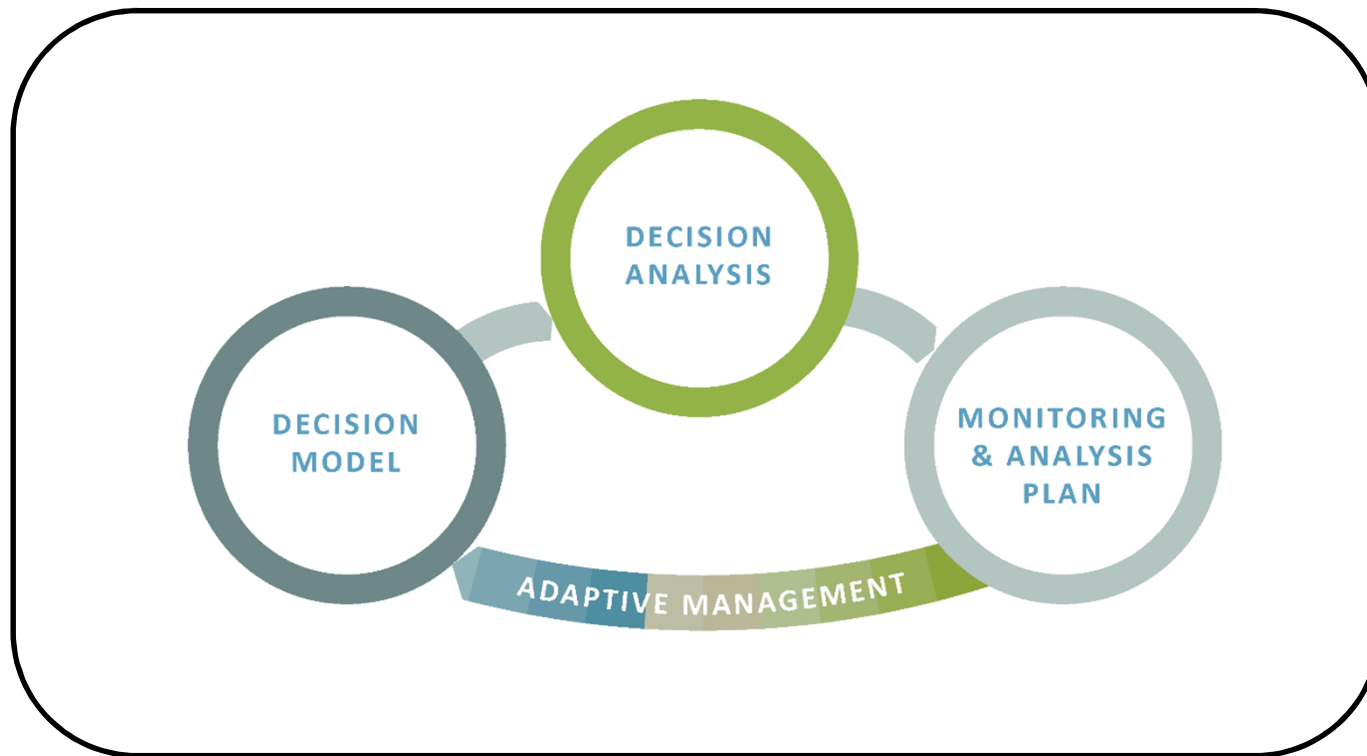 DECISION
ANALYSIS
DECISION
MODEL
MONITORING
& ANALYSIS
PLAN
ADAPTIVE MANAGEMENT